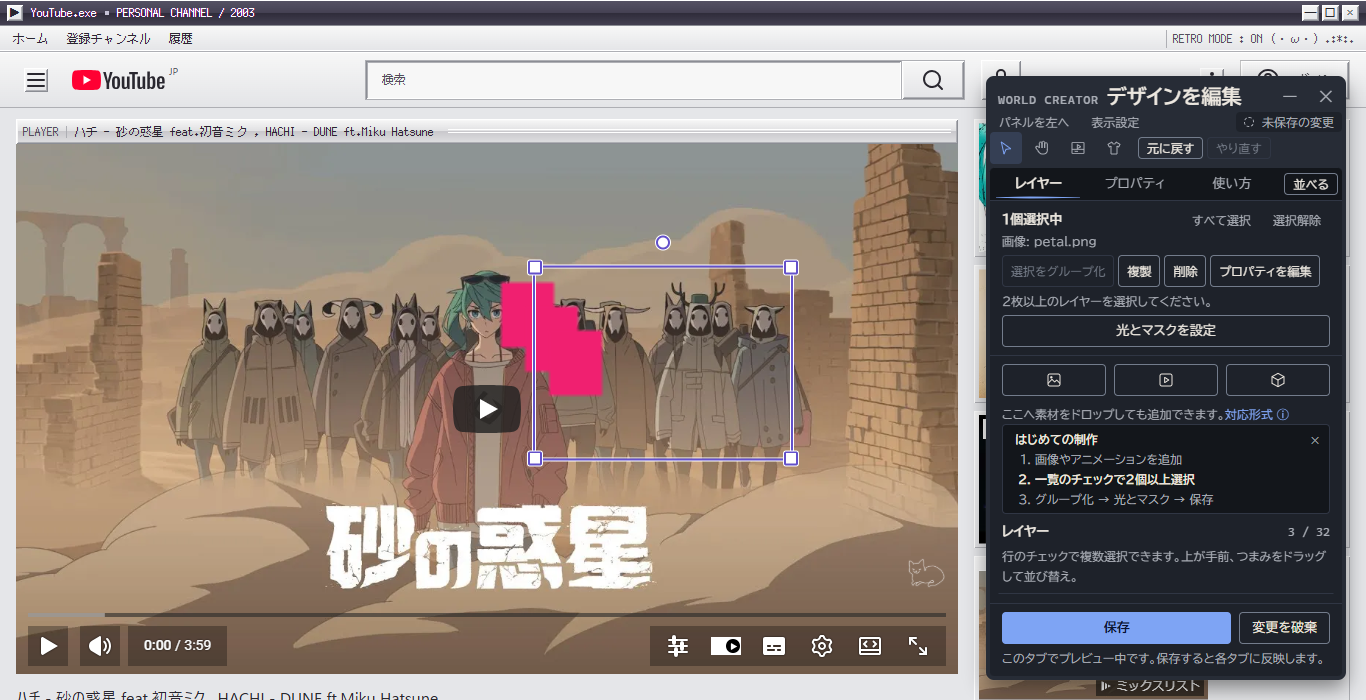 YouTube.exe ▪ PERSONAL CHANNEL / 2003
ホーム 登録チャンネル 履歴
RETRO MODE : ON (・ω・) .:*:.
YouTube JP
検索
PLAYER ハチ - 砂の惑星 feat.初音ミク , HACHI - DUNE ft.Miku Hatsune
砂の惑星
0:00 / 3:59
ハチ - 砂の惑星 feat.初音ミク , HACHI - DUNE ft.Miku Hatsune
WORLD CREATOR デザインを編集
パネルを左へ 表示設定 未保存の変更
元に戻す やり直す
レイヤー プロパティ 使い方 並べる
1個選択中 すべて選択 選択解除
画像: petal.png
選択をグループ化 複製 削除 プロパティを編集
2枚以上のレイヤーを選択してください。
光とマスクを設定
ここへ素材をドロップしても追加できます。対応形式 ⓘ
はじめての制作
1. 画像やアニメーションを追加
2. 一覧のチェックで2個以上選択
3. グループ化 → 光とマスク → 保存
レイヤー 3 / 32
行のチェックで複数選択できます。上が手前、つまみをドラッグ
して並び替え。
保存 変更を破棄
このタブでプレビュー中です。保存すると各タブに反映します。
ミックスリスト